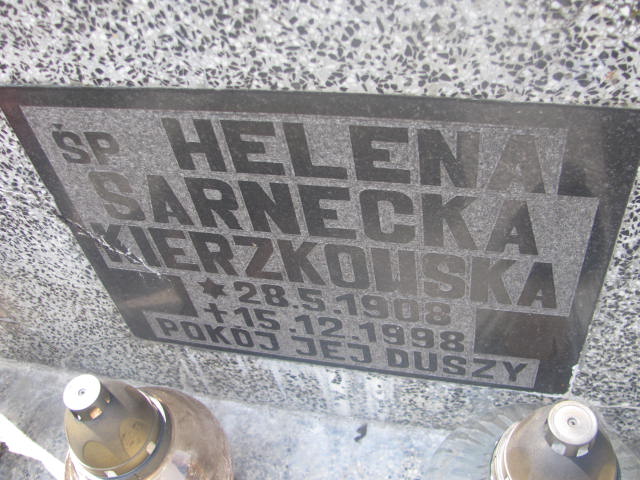 ŚP HELENA
SARNECKA
KIERZKOWSKA
* 28.5.1908
+ 15.12.1998
POKÓJ JEJ DUSZY